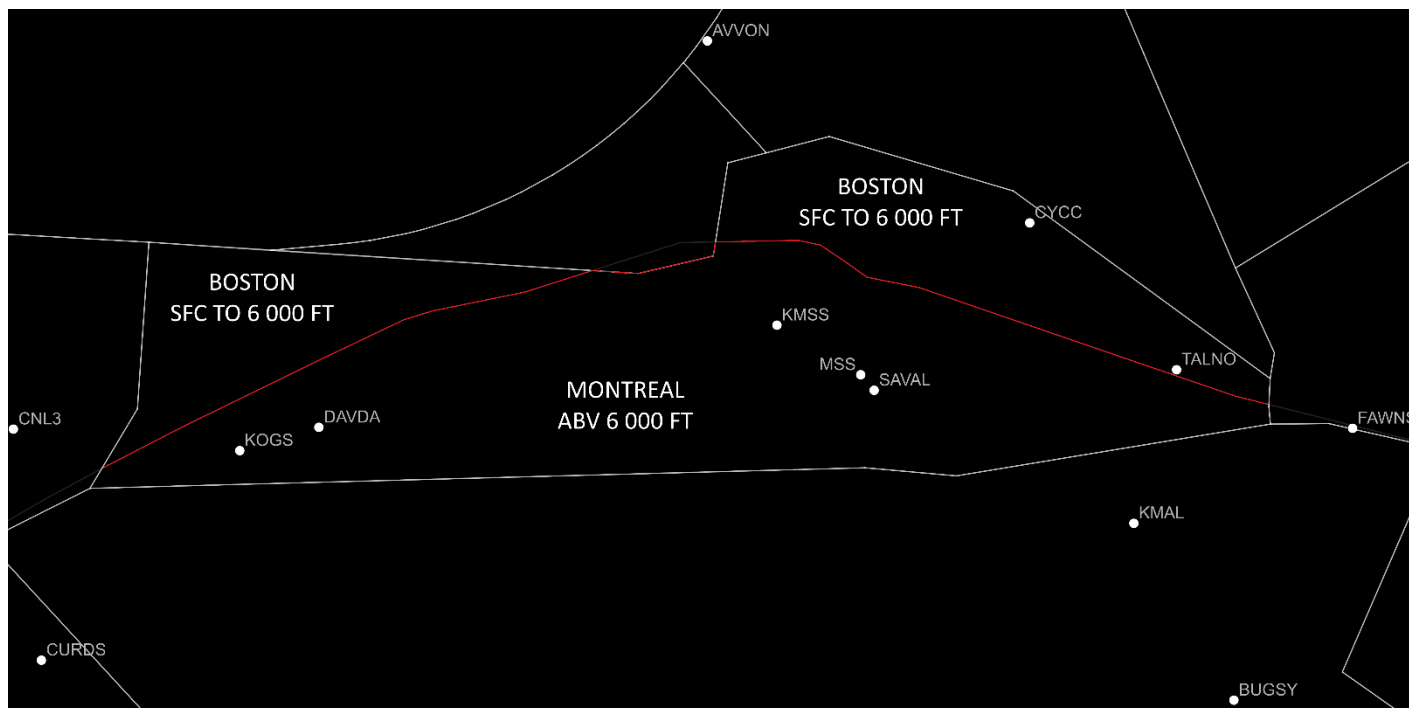 AVVON
BOSTON
SFC TO 6 000 FT
CYCC
BOSTON
SFC TO 6 000 FT
KMSS
TALNO
MSS
SAVAL
MONTREAL
ABV 6 000 FT
CNL3
DAVDA
KOGS
FAWNS
KMAL
CURDS
BUGSY